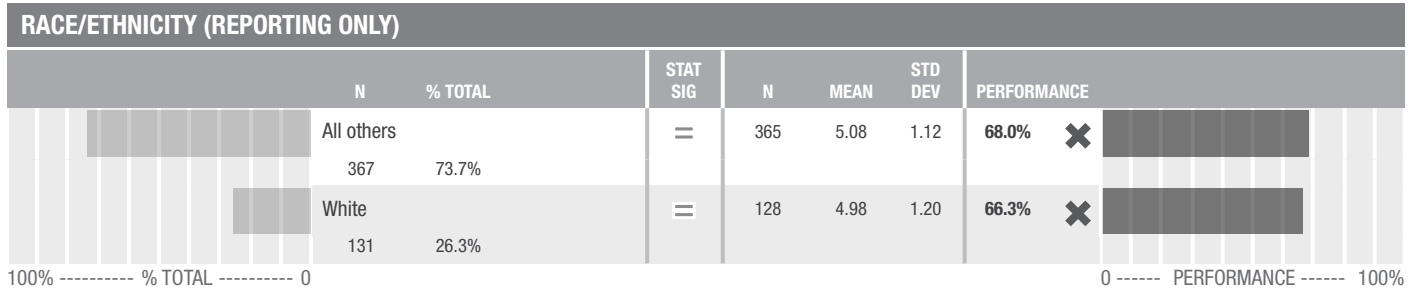 RACE/ETHNICITY (REPORTING ONLY)
N % TOTAL STAT SIG N MEAN STD DEV PERFORMANCE
All others = 365 5.08 1.12 68.0% ✖
367 73.7%
White = 128 4.98 1.20 66.3% ✖
131 26.3%
100% ---------- % TOTAL ---------- 0 0 ------ PERFORMANCE ------ 100%